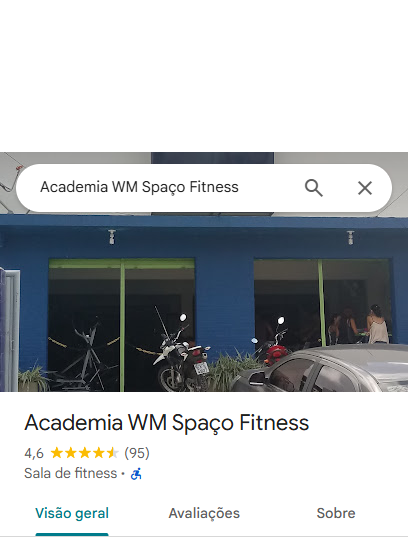 Academia WM Spaço Fitness
Academia WM Spaço Fitness
4,6 (95)
Sala de fitness ·
Visão geral Avaliações Sobre